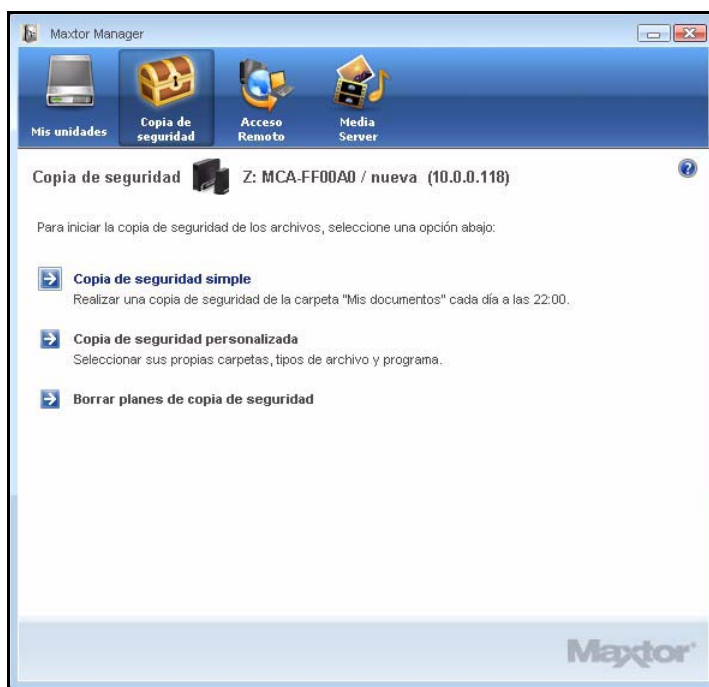 Maxtor Manager
Mis unidades
Copia de
seguridad
Acceso
Remoto
Media
Server
Copia de seguridad Z: MCA-FF00A0 / nueva (10.0.0.118)
?
Para iniciar la copia de seguridad de los archivos, seleccione una opción abajo:
Copia de seguridad simple
Realizar una copia de seguridad de la carpeta "Mis documentos" cada día a las 22:00.
Copia de seguridad personalizada
Seleccionar sus propias carpetas, tipos de archivo y programa.
Borrar planes de copia de seguridad
Maxtor